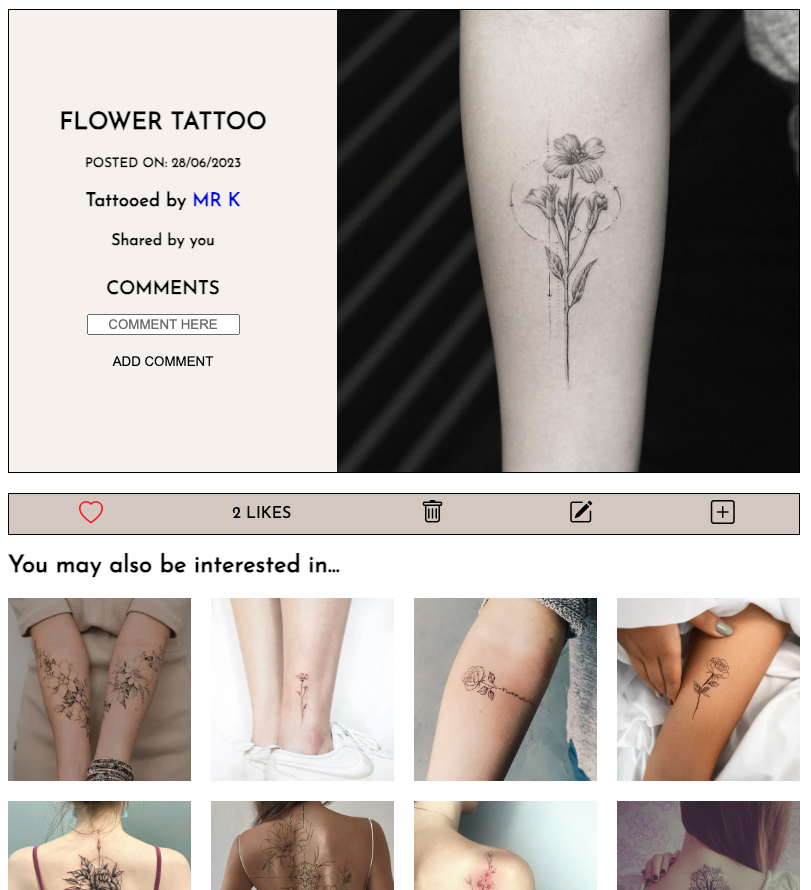 FLOWER TATTOO
POSTED ON: 28/06/2023
Tattooed by MR K
Shared by you
COMMENTS
COMMENT HERE
ADD COMMENT
2 LIKES
You may also be interested in...